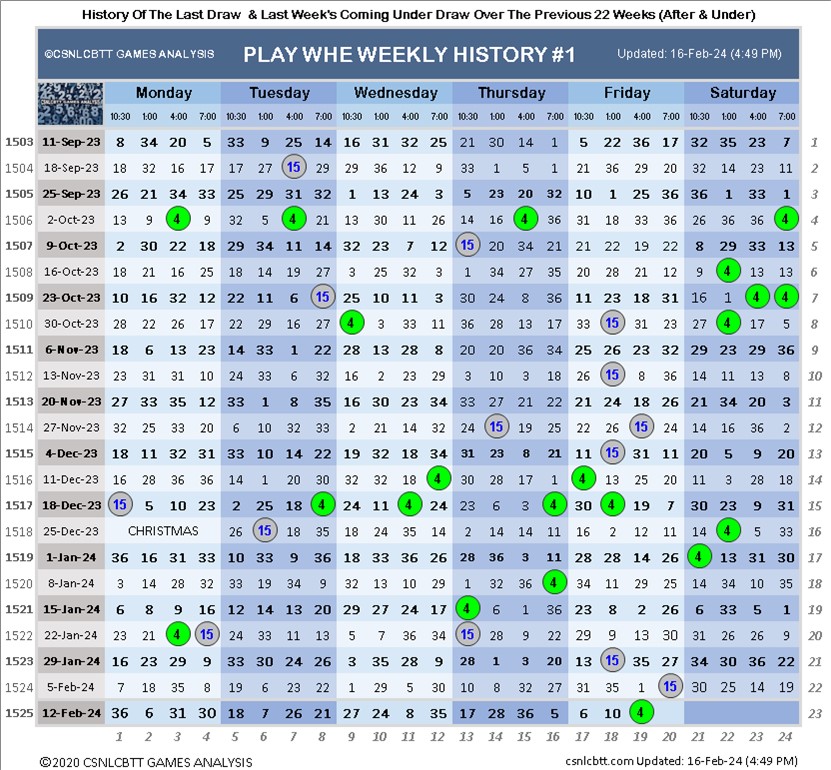 History Of The Last Draw & Last Week's Coming Under Draw Over The Previous 22 Weeks (After & Under)
©CSNLCBTT GAMES ANALYSIS PLAY WHE WEEKLY HISTORY #1 Updated: 16-Feb-24 (4:49 PM)
Monday Tuesday Wednesday Thursday Friday Saturday
10:30 1:00 4:00 7:00 10:30 1:00 4:00 7:00 10:30 1:00 4:00 7:00 10:30 1:00 4:00 7:00 10:30 1:00 4:00 7:00 10:30 1:00 4:00 7:00
1503 11-Sep-23 8 34 20 5 33 9 25 14 16 31 32 25 21 30 14 1 5 22 36 17 32 35 23 7 1
1504 18-Sep-23 18 32 16 17 17 27 15 29 29 36 12 9 33 1 5 1 21 36 29 20 32 14 23 11 2
1505 25-Sep-23 26 21 34 33 25 29 31 32 1 13 24 3 5 23 20 32 10 1 25 36 36 1 33 1 3
1506 2-Oct-23 13 9 4 9 32 5 4 21 13 30 11 26 14 16 4 36 31 18 33 36 26 5 36 4 4
1507 9-Oct-23 2 30 22 18 29 34 11 14 32 23 7 12 15 20 34 21 21 22 19 22 8 29 33 13 5
1508 16-Oct-23 18 21 16 25 18 14 19 27 3 25 32 3 1 34 27 35 20 28 21 12 9 4 13 13 6
1509 23-Oct-23 10 16 32 12 22 11 6 15 25 10 11 3 30 24 8 36 11 23 18 31 16 1 4 4 7
1510 30-Oct-23 28 22 26 17 22 29 16 27 4 3 33 11 36 28 13 17 33 15 31 23 27 4 17 5 8
1511 6-Nov-23 18 6 13 23 14 33 1 22 28 13 28 8 20 20 36 34 25 26 23 32 29 23 29 36 9
1512 13-Nov-23 23 31 31 10 24 33 6 32 16 2 23 29 3 10 3 18 26 15 8 36 14 11 13 8 10
1513 20-Nov-23 27 33 35 12 33 1 8 35 16 30 23 34 33 27 21 22 21 24 18 26 21 34 20 3 11
1514 27-Nov-23 32 25 33 20 6 10 32 33 2 21 14 32 24 15 19 25 22 26 15 24 14 16 36 2 12
1515 4-Dec-23 18 11 32 31 33 10 14 22 19 32 18 34 31 23 8 21 11 15 31 11 20 5 9 20 13
1516 11-Dec-23 16 28 36 36 14 17 1 20 32 32 18 4 30 28 17 1 4 13 25 20 11 5 28 18 14
1517 18-Dec-23 15 5 10 23 2 25 18 4 24 11 4 24 23 6 3 4 30 4 19 7 30 23 9 31 15
1518 25-Dec-23 CHRISTMAS 26 15 18 35 18 24 35 14 2 14 14 11 16 2 12 11 14 4 5 33 16
1519 1-Jan-24 36 16 31 33 10 35 9 36 18 33 10 26 28 36 3 11 28 28 14 26 4 13 31 30 17
1520 8-Jan-24 3 14 28 32 33 19 34 9 32 13 10 29 1 32 36 4 34 11 29 25 14 34 10 35 18
1521 15-Jan-24 6 8 9 16 12 14 13 20 29 27 24 17 4 6 1 36 23 8 2 26 6 33 5 1 19
1522 22-Jan-24 23 21 4 15 24 33 11 13 5 7 36 34 15 28 9 22 29 9 13 30 31 26 26 9 20
1523 29-Jan-24 16 23 29 9 33 30 24 26 3 35 28 9 28 1 3 20 13 15 35 27 34 30 36 22 21
1524 5-Feb-24 7 18 35 8 19 6 23 22 1 29 5 30 10 8 32 27 31 35 1 15 30 25 14 19 22
1525 12-Feb-24 36 6 31 30 18 7 26 21 27 24 8 35 17 28 36 5 6 10 4 23
1 2 3 4 5 6 7 8 9 10 11 12 13 14 15 16 17 18 19 20 21 22 23 24
©2020 CSNLCBTT GAMES ANALYSIS csnlcbtt.com Updated: 16-Feb-24 (4:49 PM)